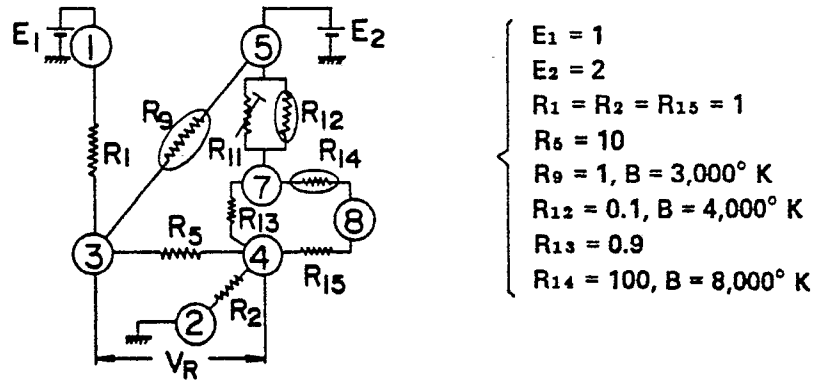 E1
1
5
E2
R9
R12
R11
R14
R1
7
R13
8
3
R5
4
R15
R2
2
VR
E1 = 1
E2 = 2
R1 = R2 = R15 = 1
R5 = 10
R9 = 1, B = 3,000° K
R12 = 0.1, B = 4,000° K
R13 = 0.9
R14 = 100, B = 8,000° K